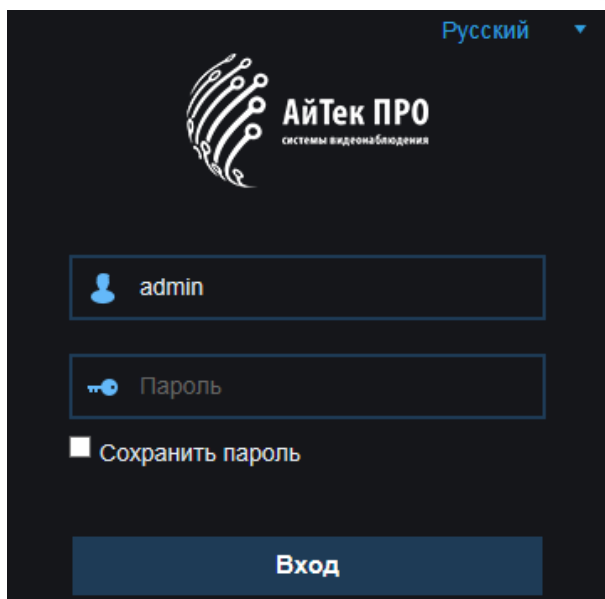 Русский
АйТек ПРО
системы видеонаблюдения
admin
Пароль
Сохранить пароль
Вход